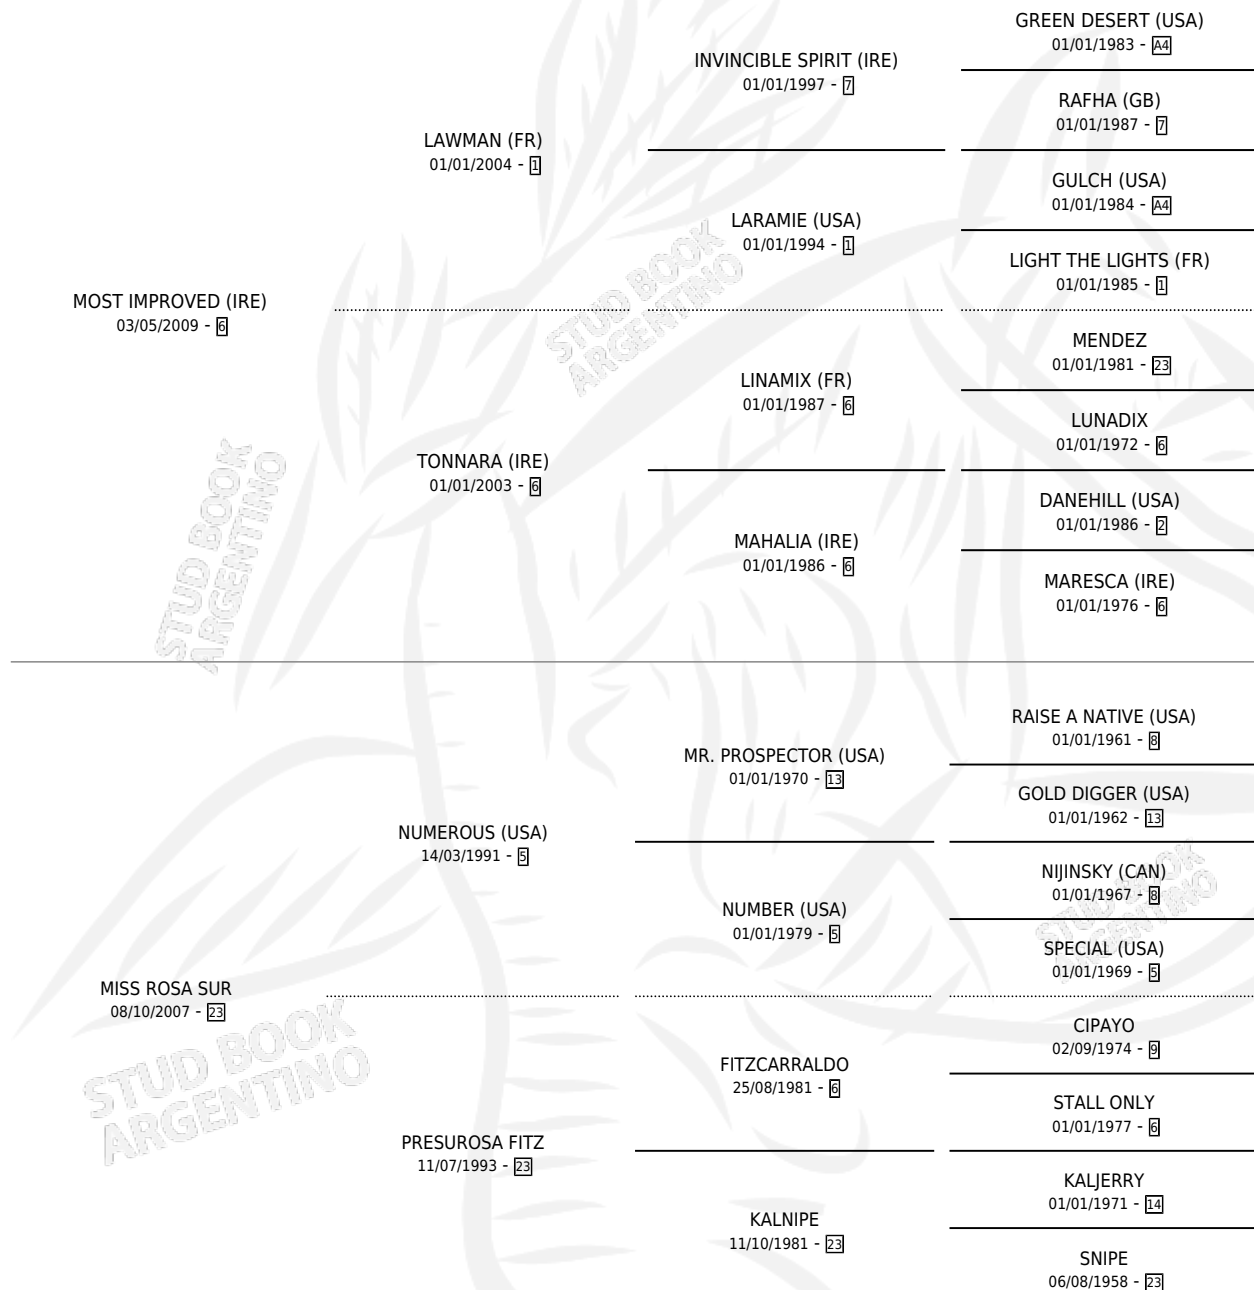 GREEN DESERT (USA)
01/01/1983 - A4
INVINCIBLE SPIRIT (IRE)
01/01/1997 - 7
RAFHA (GB)
01/01/1987 - 7
LAWMAN (FR)
01/01/2004 - 1
GULCH (USA)
01/01/1984 - A4
LARAMIE (USA)
01/01/1994 - 1
LIGHT THE LIGHTS (FR)
01/01/1985 - 1
MOST IMPROVED (IRE)
03/05/2009 - 6
MENDEZ
01/01/1981 - 23
LINAMIX (FR)
01/01/1987 - 6
LUNADIX
01/01/1972 - 6
TONNARA (IRE)
01/01/2003 - 6
DANEHILL (USA)
01/01/1986 - 2
MAHALIA (IRE)
01/01/1986 - 6
MARESCA (IRE)
01/01/1976 - 6
RAISE A NATIVE (USA)
01/01/1961 - 8
MR. PROSPECTOR (USA)
01/01/1970 - 13
GOLD DIGGER (USA)
01/01/1962 - 13
NUMEROUS (USA)
14/03/1991 - 5
NIJINSKY (CAN)
01/01/1967 - 8
NUMBER (USA)
01/01/1979 - 5
SPECIAL (USA)
01/01/1969 - 5
MISS ROSA SUR
08/10/2007 - 23
CIPAYO
02/09/1974 - 9
FITZCARRALDO
25/08/1981 - 6
STALL ONLY
01/01/1977 - 6
PRESUROSA FITZ
11/07/1993 - 23
KALJERRY
01/01/1971 - 14
KALNIPE
11/10/1981 - 23
SNIPE
06/08/1958 - 23
STUD BOOK
ARGENTINO
STUD BOOK
ARGENTINO
STUD BOOK
ARGENTINO
STUD BOOK
ARGENTINO